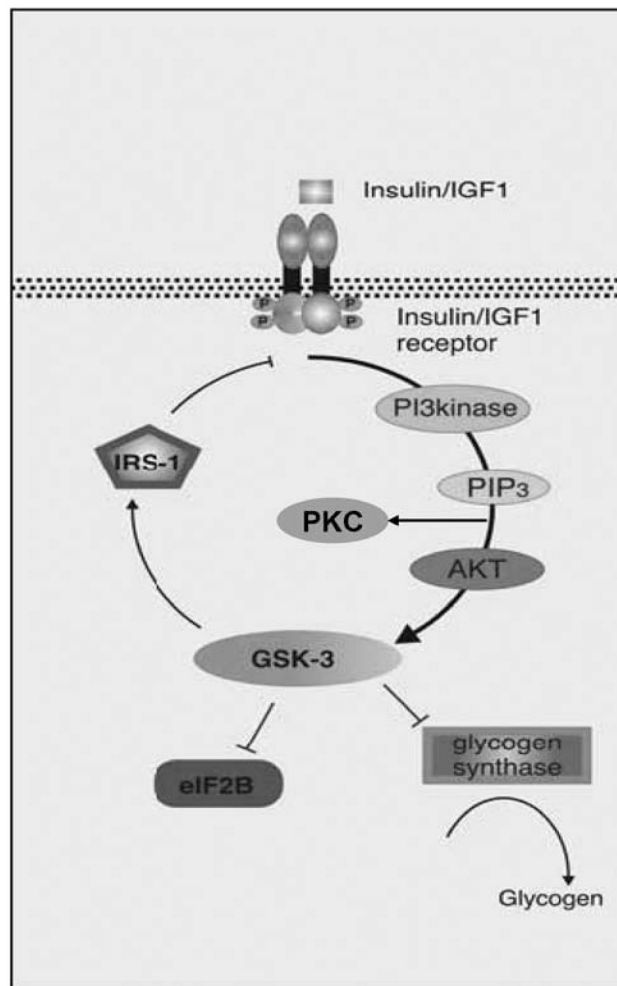 Insulin/IGF1
P
P
P
P
Insulin/IGF1
receptor
PI3kinase
IRS-1
PIP3
PKC
AKT
GSK-3
glycogen
synthase
eIF2B
Glycogen